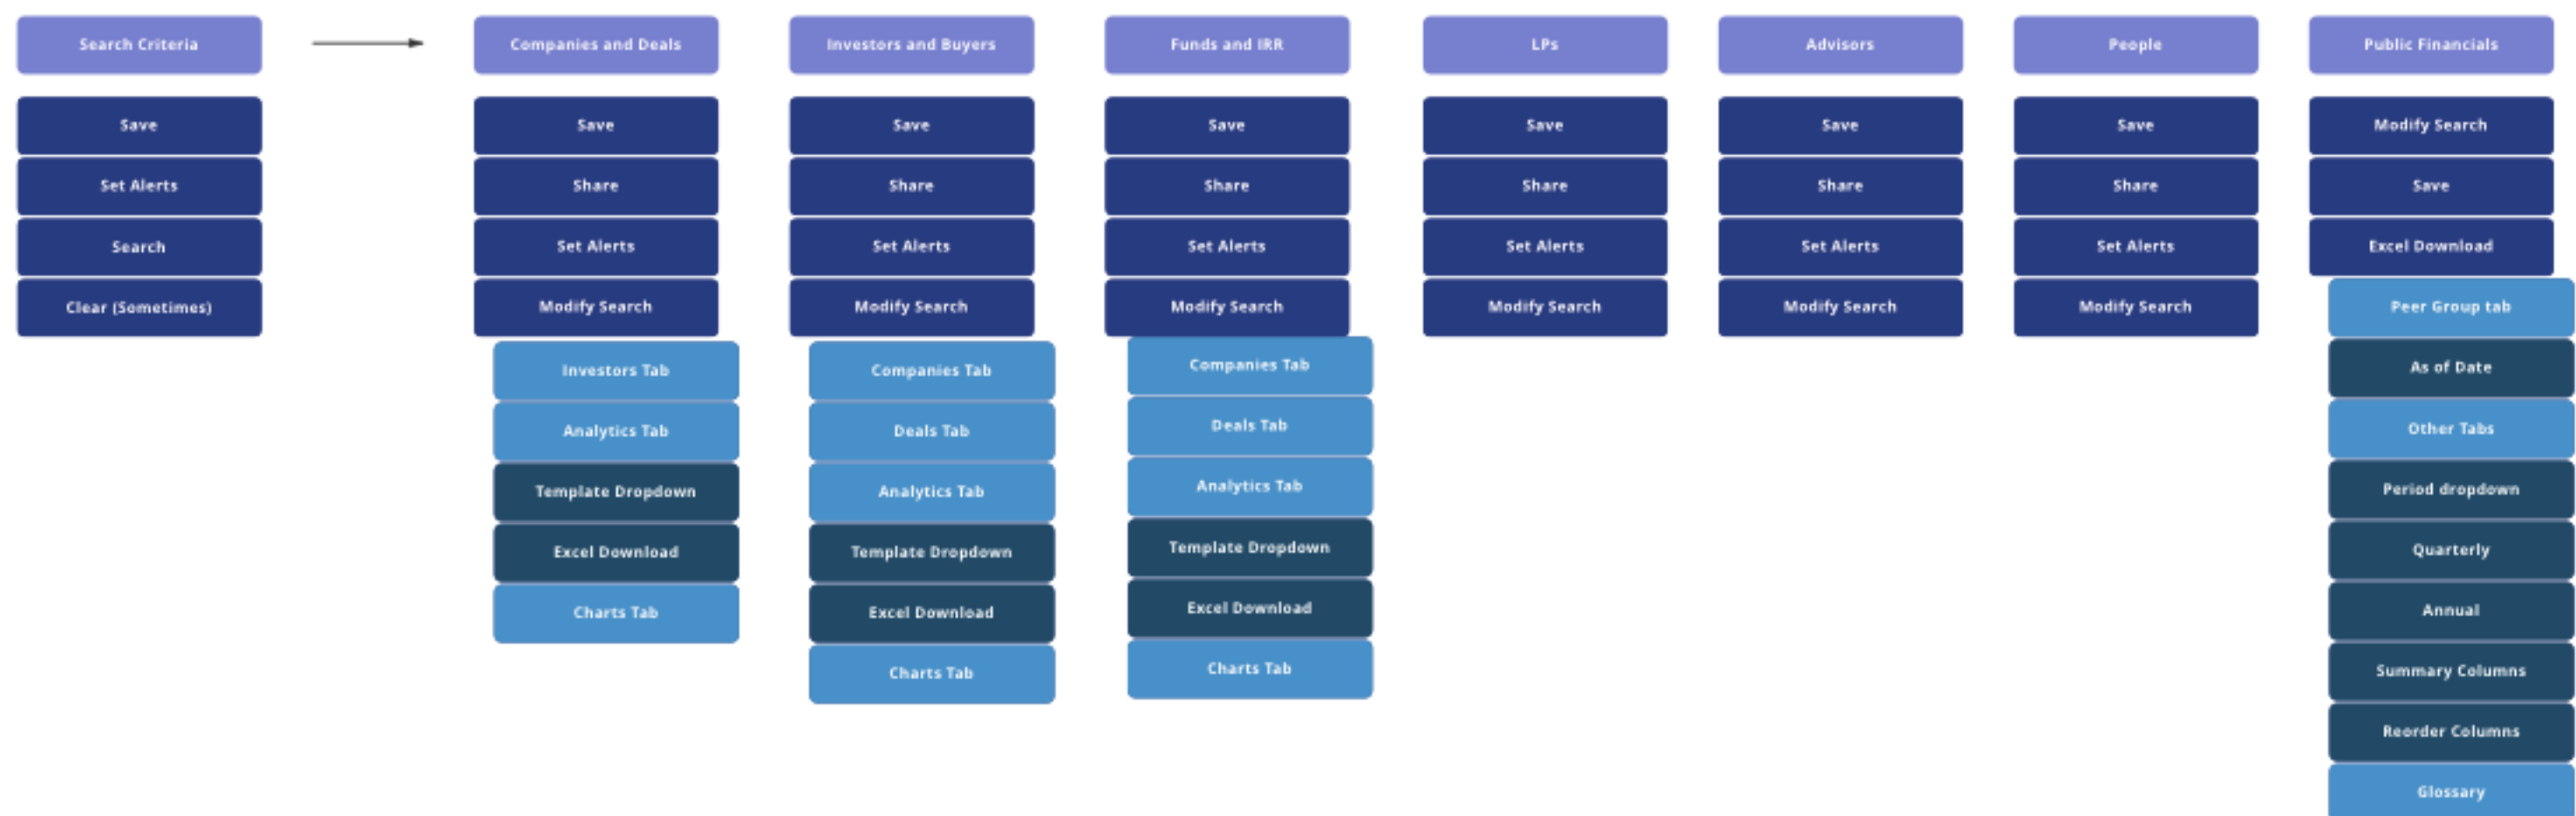 Search Criteria
Save
Set Alerts
Search
Clear (Sometimes)
Companies and Deals
Save
Share
Set Alerts
Modify Search
Investors Tab
Analytics Tab
Template Dropdown
Excel Download
Charts Tab
Investors and Buyers
Save
Share
Set Alerts
Modify Search
Companies Tab
Deals Tab
Analytics Tab
Template Dropdown
Excel Download
Charts Tab
Funds and IRR
Save
Share
Set Alerts
Modify Search
Companies Tab
Deals Tab
Analytics Tab
Template Dropdown
Excel Download
Charts Tab
LPs
Save
Share
Set Alerts
Modify Search
Advisors
Save
Share
Set Alerts
Modify Search
People
Save
Share
Set Alerts
Modify Search
Public Financials
Modify Search
Save
Excel Download
Peer Group tab
As of Date
Other Tabs
Period dropdown
Quarterly
Annual
Summary Columns
Reorder Columns
Glossary